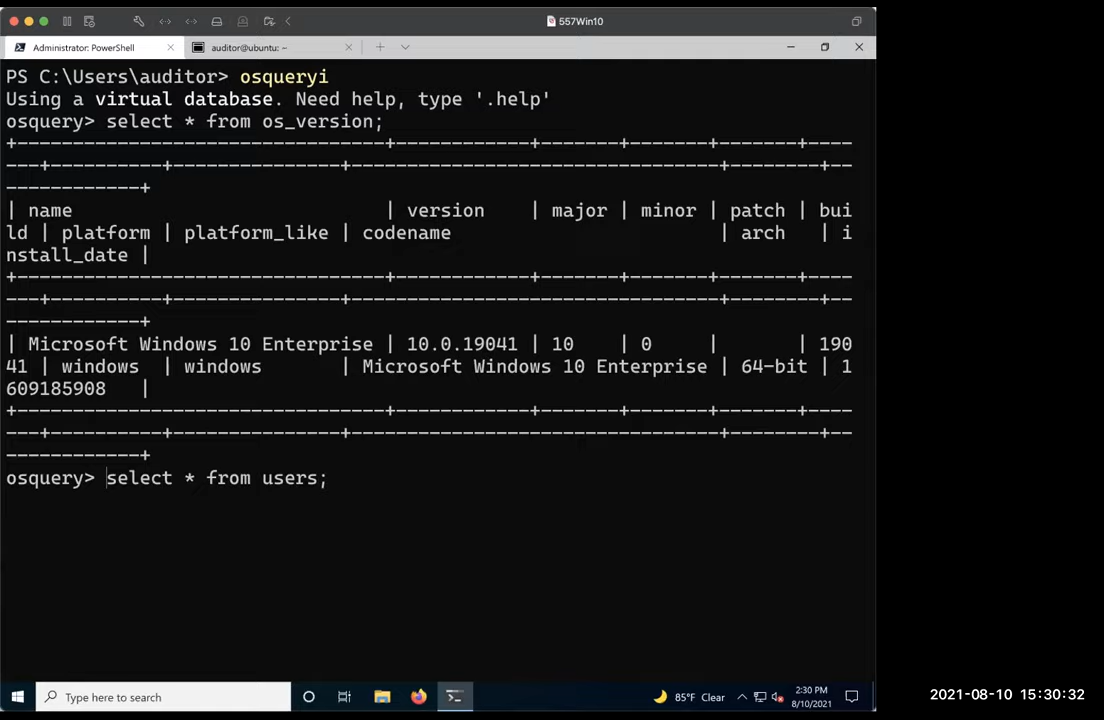 557Win10
Administrator: PowerShell
auditor@ubuntu: ~
PS C:\Users\auditor> osqueryi
Using a virtual database. Need help, type '.help'
osquery> select * from os_version;
+---------------------------------+------------+-------+-------+-------+----
---+----------+---------------+---------------------------------+--------+--
------------+
| name                            | version    | major | minor | patch | bui
ld | platform | platform_like | codename                        | arch   | i
nstall_date |
+---------------------------------+------------+-------+-------+-------+----
---+----------+---------------+---------------------------------+--------+--
------------+
| Microsoft Windows 10 Enterprise | 10.0.19041 | 10    | 0     |       | 190
41 | windows  | windows       | Microsoft Windows 10 Enterprise | 64-bit | 1
609185908   |
+---------------------------------+------------+-------+-------+-------+----
---+----------+---------------+---------------------------------+--------+--
------------+
osquery> select * from users;
Type here to search
85°F Clear
2:30 PM
8/10/2021
2021-08-10 15:30:32